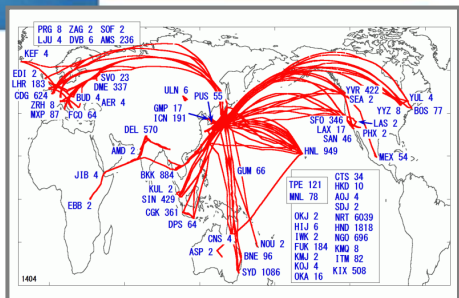 PRG 8 ZAG 2 SOF 2
LJU 4 DVB 6 AMS 236
KEF 4
EDI 2
LHR 183
CDG 624
ZRH 8
MXP 87
SVO 23
DME 337
BUD 4
AER 4
FCO 64
ULN 6
PUS 55
GMP 17
ICN 191
DEL 570
AMD 2
JIB 4
EBB 2
BKK 884
KUL 2
SIN 429
CGK 361
DPS 64
GUM 66
CNS 4
ASP 2
NOU 2
BNE 96
SYD 1086
HNL 949
YVR 422
SEA 2
YYZ 8
YUL 4
BOS 77
SFO 346
LAS 2
LAX 17
PHX 2
SAN 46
MEX 54
TPE 121
MNL 78
OKJ 2
HIJ 6
IWK 2
FUK 184
KMJ 2
KOJ 4
OKA 16
CTS 34
HKD 10
AOJ 4
SDJ 2
NRT 6039
HND 1818
NGO 696
KMQ 8
ITM 82
KIX 508
1404